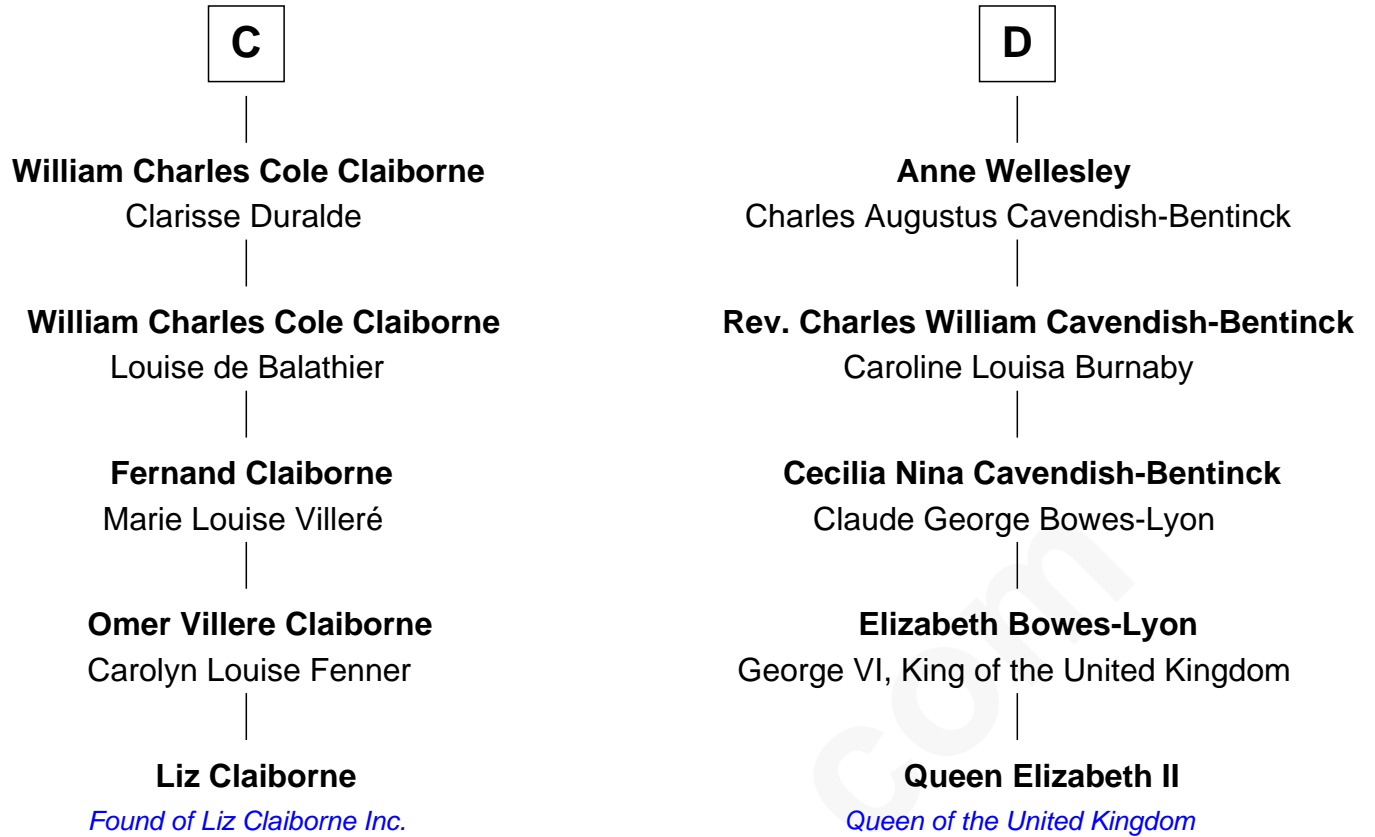 C
William Charles Cole Claiborne
Clarisse Duralde
William Charles Cole Claiborne
Louise de Balathier
Fernand Claiborne
Marie Louise Villeré
Omer Villere Claiborne
Carolyn Louise Fenner
Liz Claiborne
Found of Liz Claiborne Inc.
D
Anne Wellesley
Charles Augustus Cavendish-Bentinck
Rev. Charles William Cavendish-Bentinck
Caroline Louisa Burnaby
Cecilia Nina Cavendish-Bentinck
Claude George Bowes-Lyon
Elizabeth Bowes-Lyon
George VI, King of the United Kingdom
Queen Elizabeth II
Queen of the United Kingdom
com